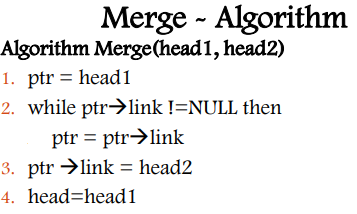 Merge ~ Algorithm
Algorithm Merge(head1, head2)
1. ptr = head1
2. while ptr→link !=NULL then
ptr = ptr→link
3. ptr →link = head2
4. head=head1